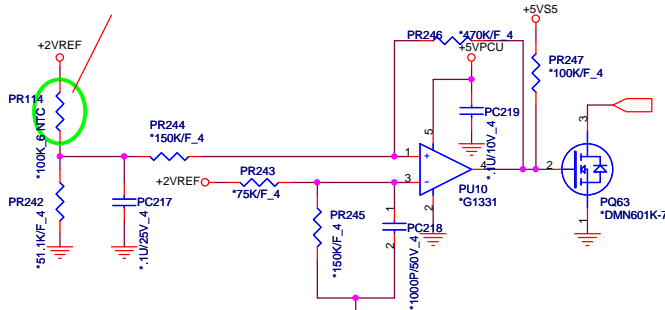 +5VS5
PR246
*470K/F_4
+2VREF
+5VPCU
PR247
*100K/F_4
PR114
*100K_6 NTC
PR244
*150K/F_4
PC219
*.1U/10V_4
3
5
1
+
4
2
+2VREF
PR243
*75K/F_4
3
-
PU10
*G1331
2
PR242
*51.1K/F_4
PC217
*.1U/25V_4
PR245
*150K/F_4
1
PC218
2
*1000P/50V_4
1
PQ63
*DMN601K-7